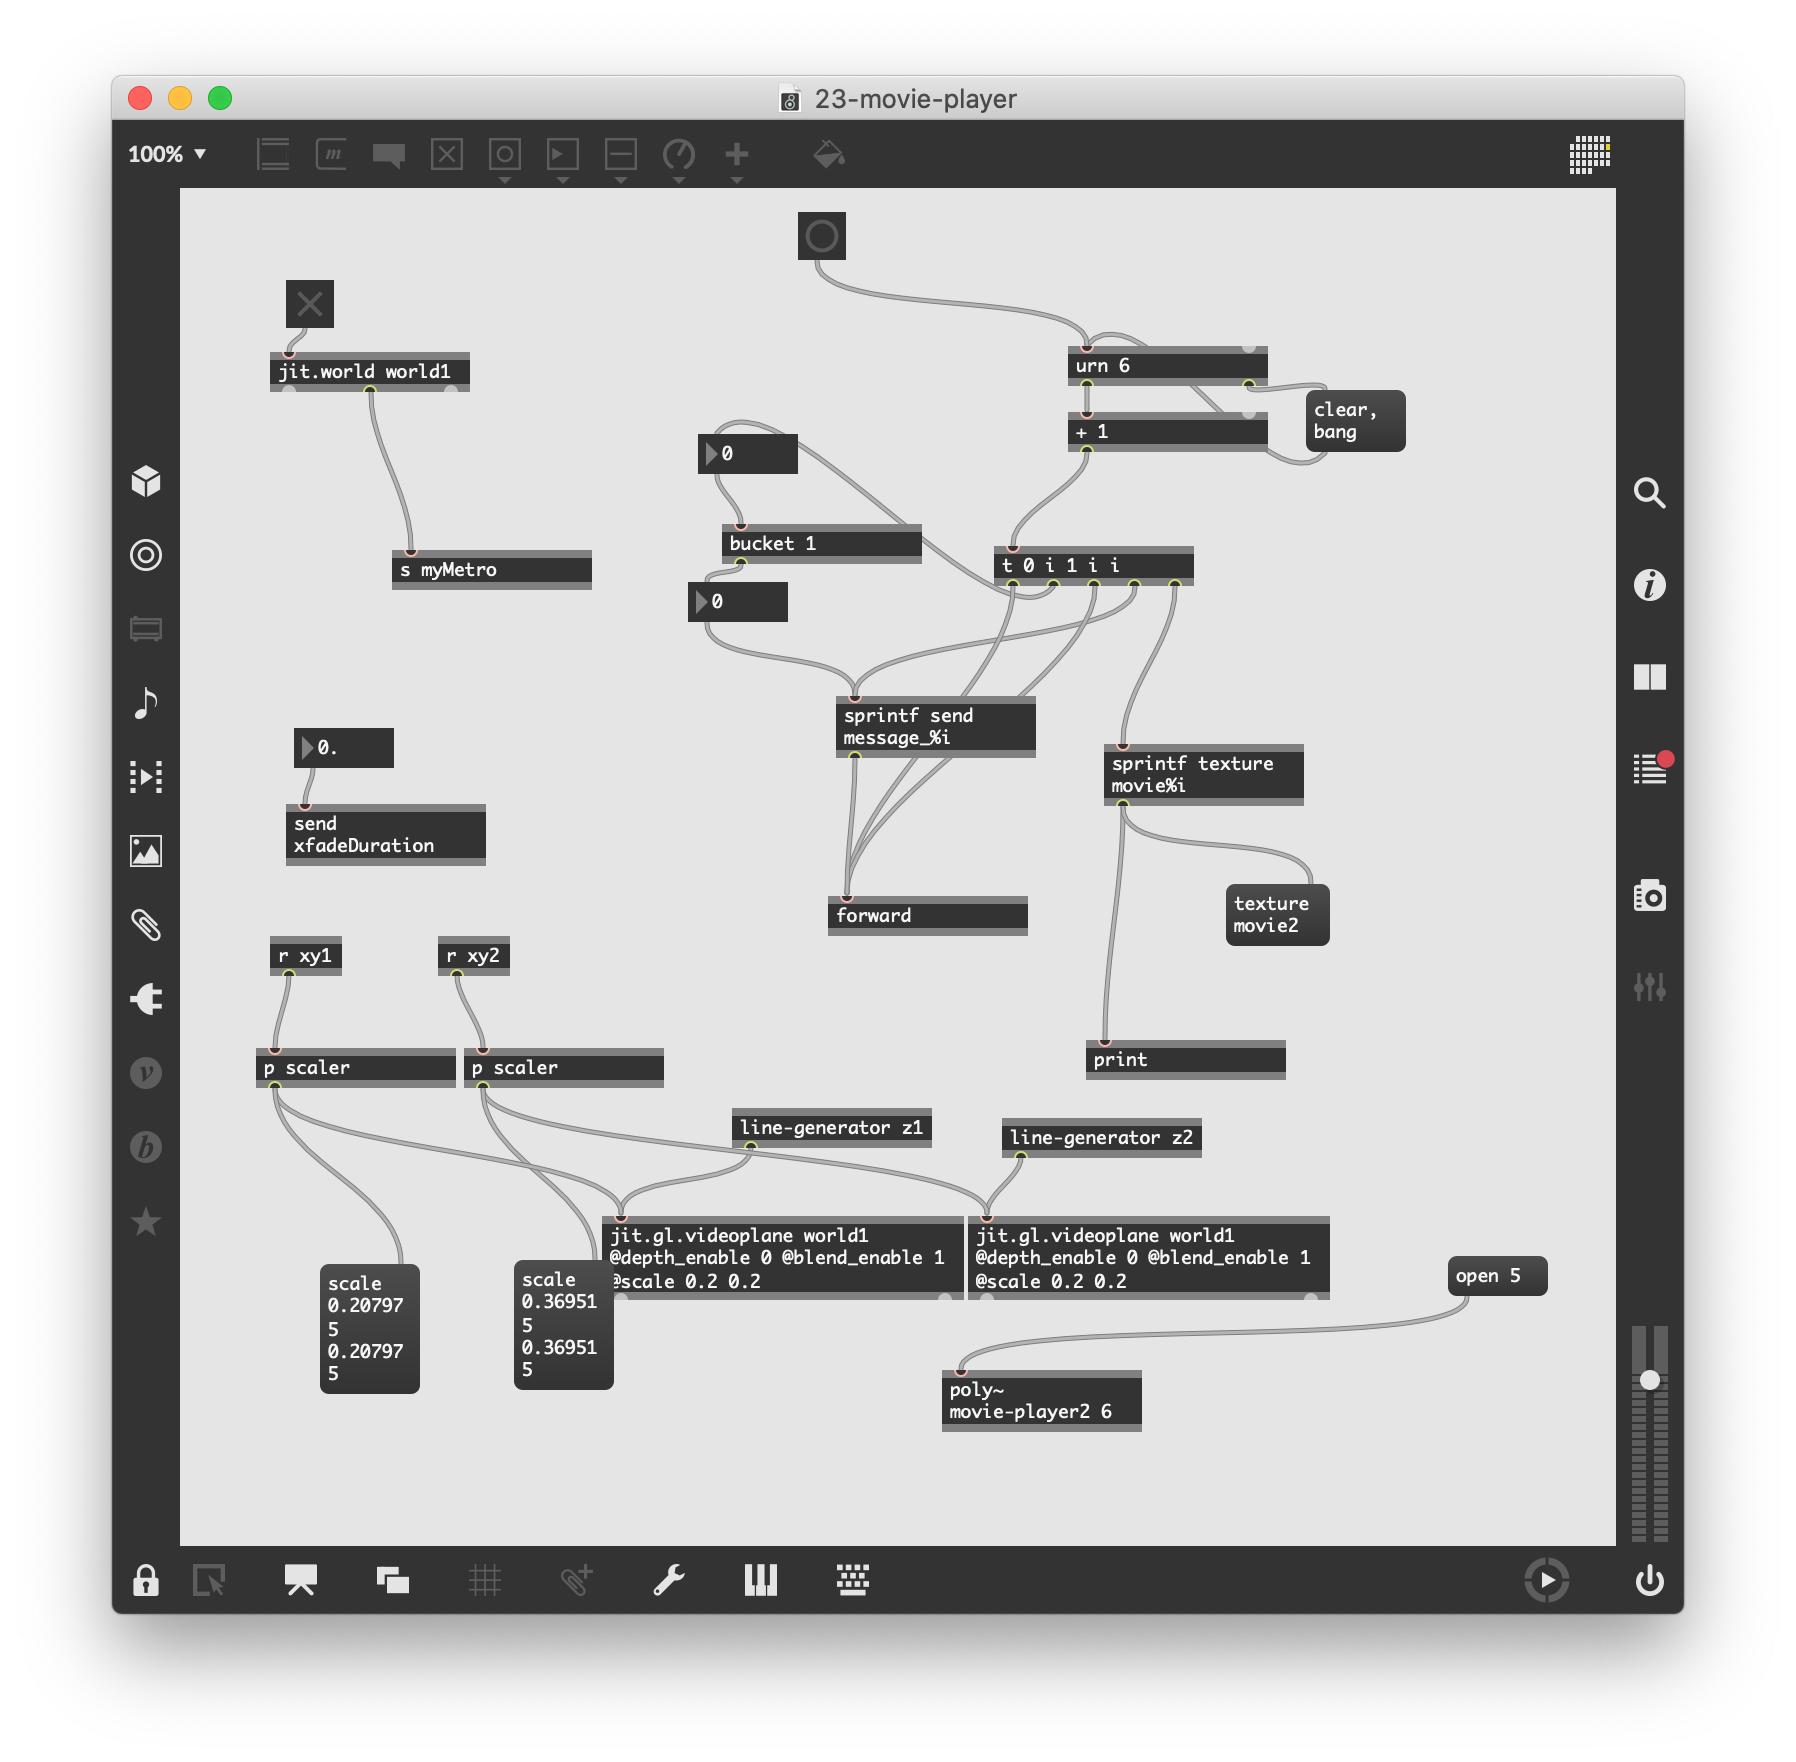 23-movie-player
100%
m
urn 6
jit.world world1
clear,
bang
+ 1
0
bucket 1
t 0 i 1 i i
s myMetro
0
sprintf send
message_%i
0.
sprintf texture
movie%i
send
xfadeDuration
texture
movie2
forward
r xy1
r xy2
print
p scaler
p scaler
line-generator z1
line-generator z2
jit.gl.videoplane world1
@depth_enable 0 @blend_enable 1
@scale 0.2 0.2
jit.gl.videoplane world1
@depth_enable 0 @blend_enable 1
@scale 0.2 0.2
scale
0.20797
5
0.20797
5
scale
0.36951
5
0.36951
5
open 5
poly~
movie-player2 6
i
v
b